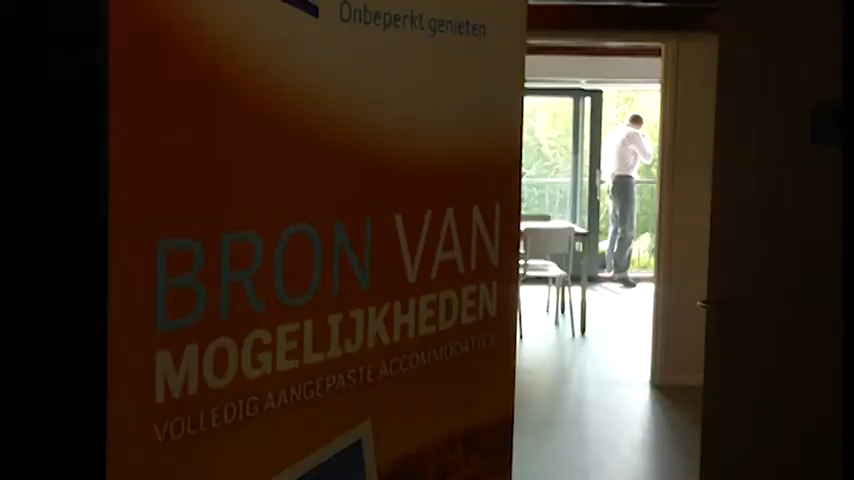 Onbeperkt genieten
BRON VAN
MOGELIJKHEDEN
VOLLEDIG AANGEPASTE ACCOMMODATIES